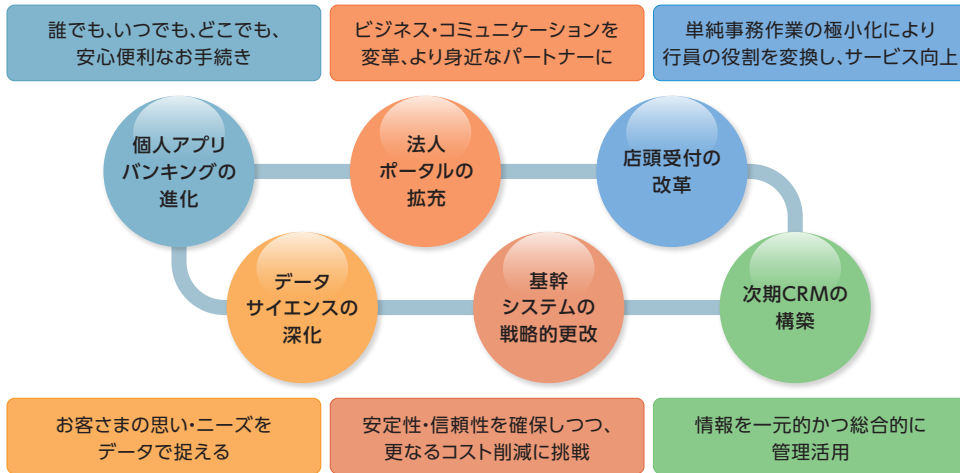 誰でも、いつでも、どこでも、
安心便利なお手続き
ビジネス・コミュニケーションを
変革、より身近なパートナーに
単純事務作業の極小化により
行員の役割を変換し、サービス向上
個人アプリ
バンキングの
進化
法人
ポータルの
拡充
店頭受付の
改革
データ
サイエンスの
深化
基幹
システムの
戦略的更改
次期CRMの
構築
お客さまの思い・ニーズを
データで捉える
安定性・信頼性を確保しつつ、
更なるコスト削減に挑戦
情報を一元的かつ総合的に
管理活用